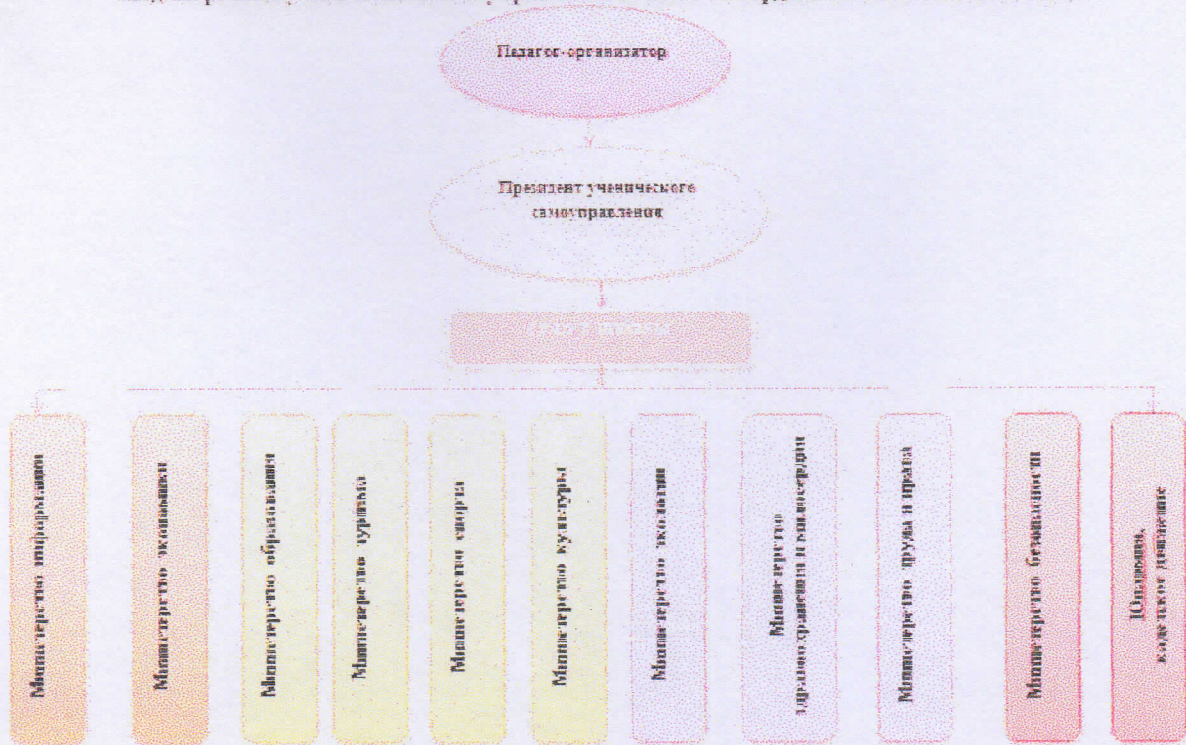 Педагог-организатор
Президент ученического
самоуправления
Министерство информации
Министерство экономики
Министерство образования
Министерство туризма
Министерство спорта
Министерство культуры
Министерство экологии
Министерство
здравоохранения и милосердия
Министерство труда и права
Министерство безопасности
Юнармия,
кадетское движение